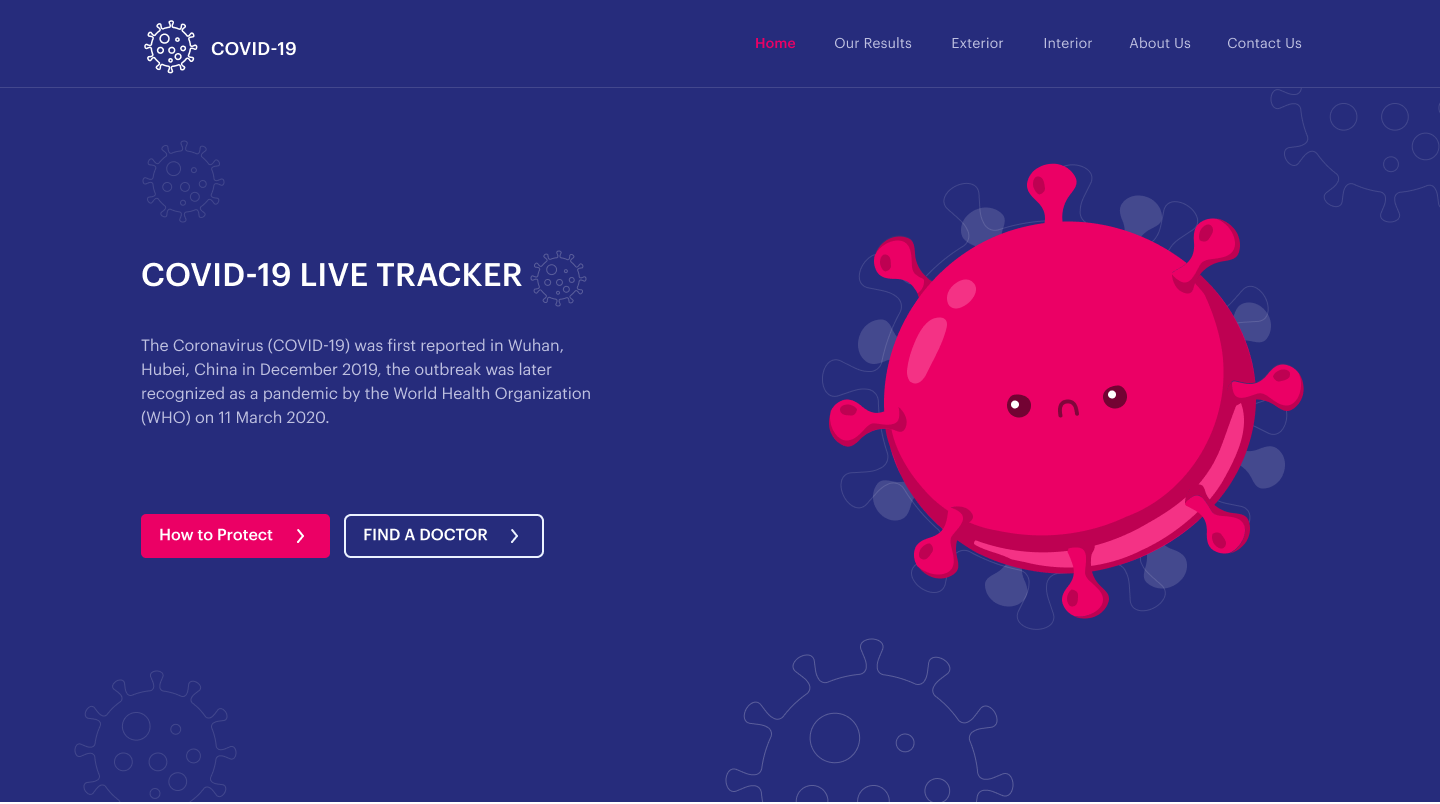 COVID-19
Home Our Results Exterior Interior About Us Contact Us
COVID-19 LIVE TRACKER
The Coronavirus (COVID-19) was first reported in Wuhan,
Hubei, China in December 2019, the outbreak was later
recognized as a pandemic by the World Health Organization
(WHO) on 11 March 2020.
How to Protect
FIND A DOCTOR